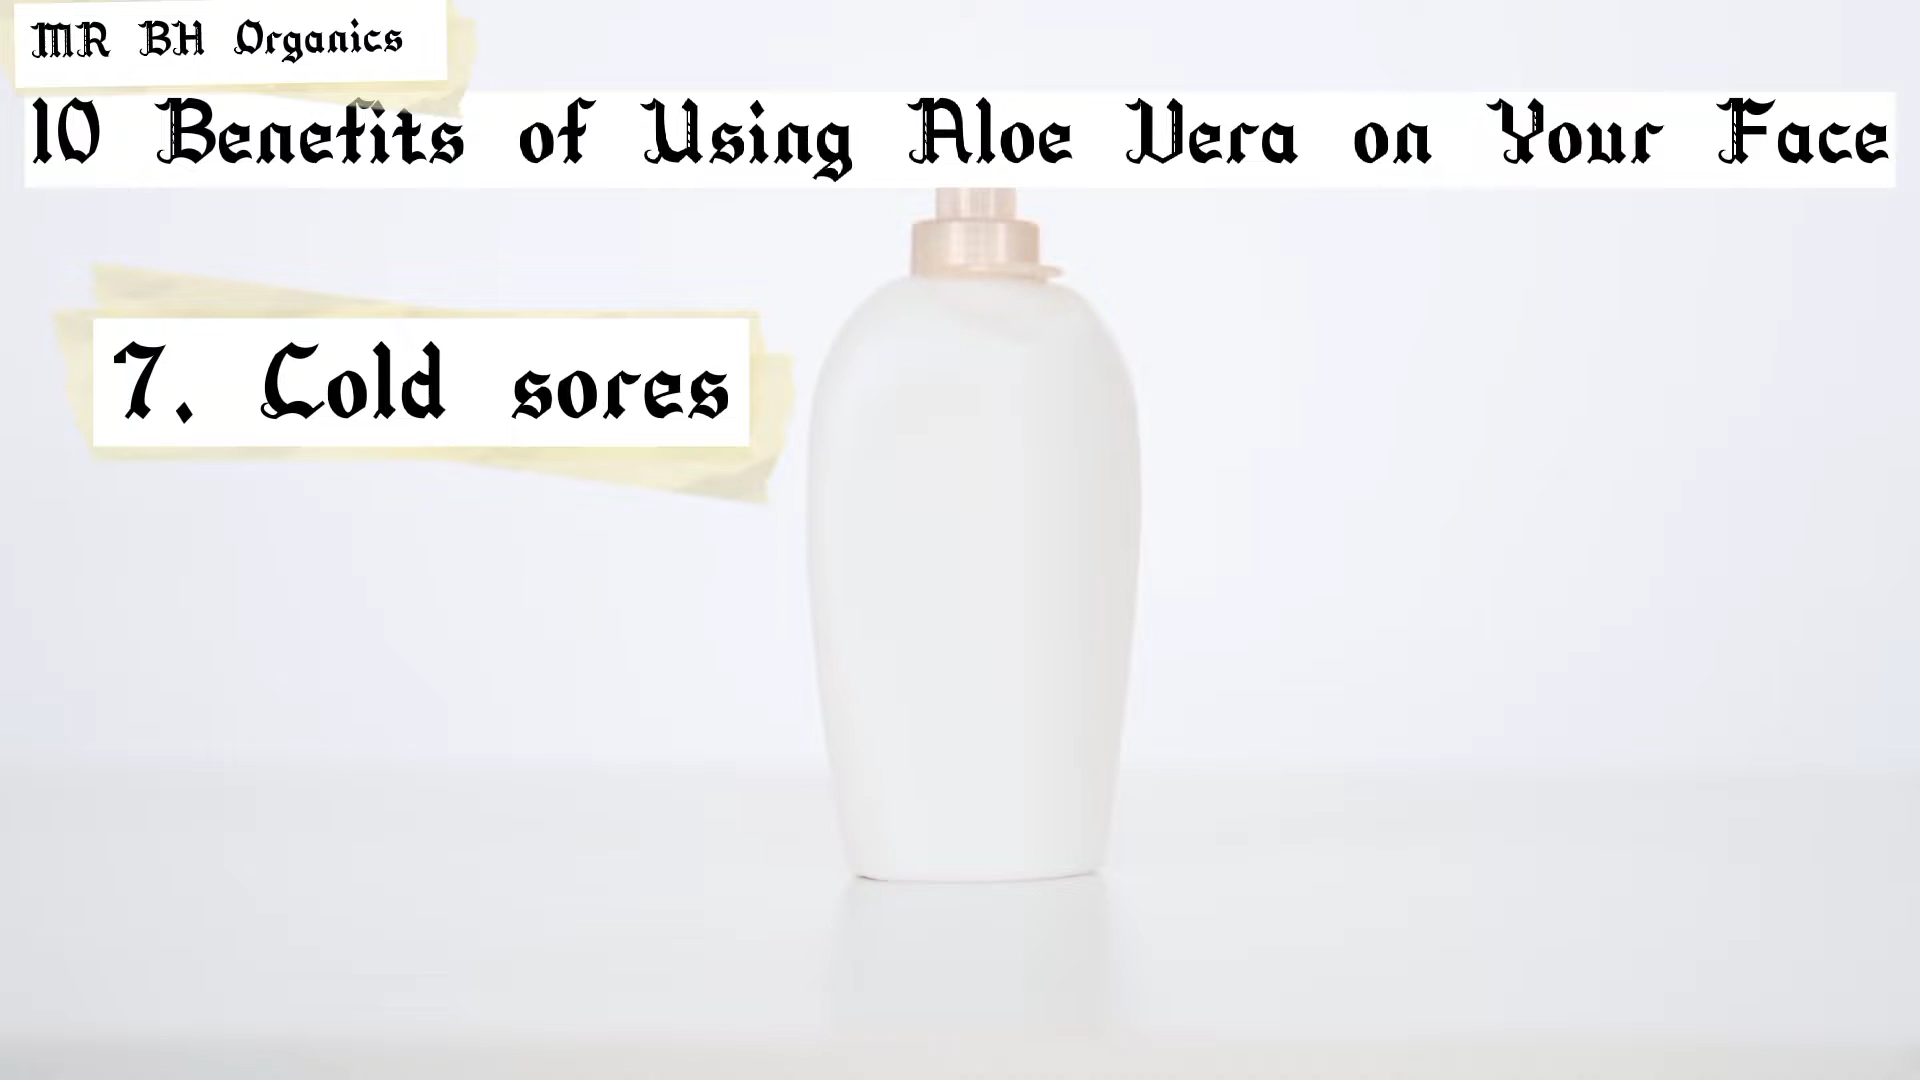 MR BH Organics
10 Benefits of Using Aloe Vera on Your Face
7. Cold sores